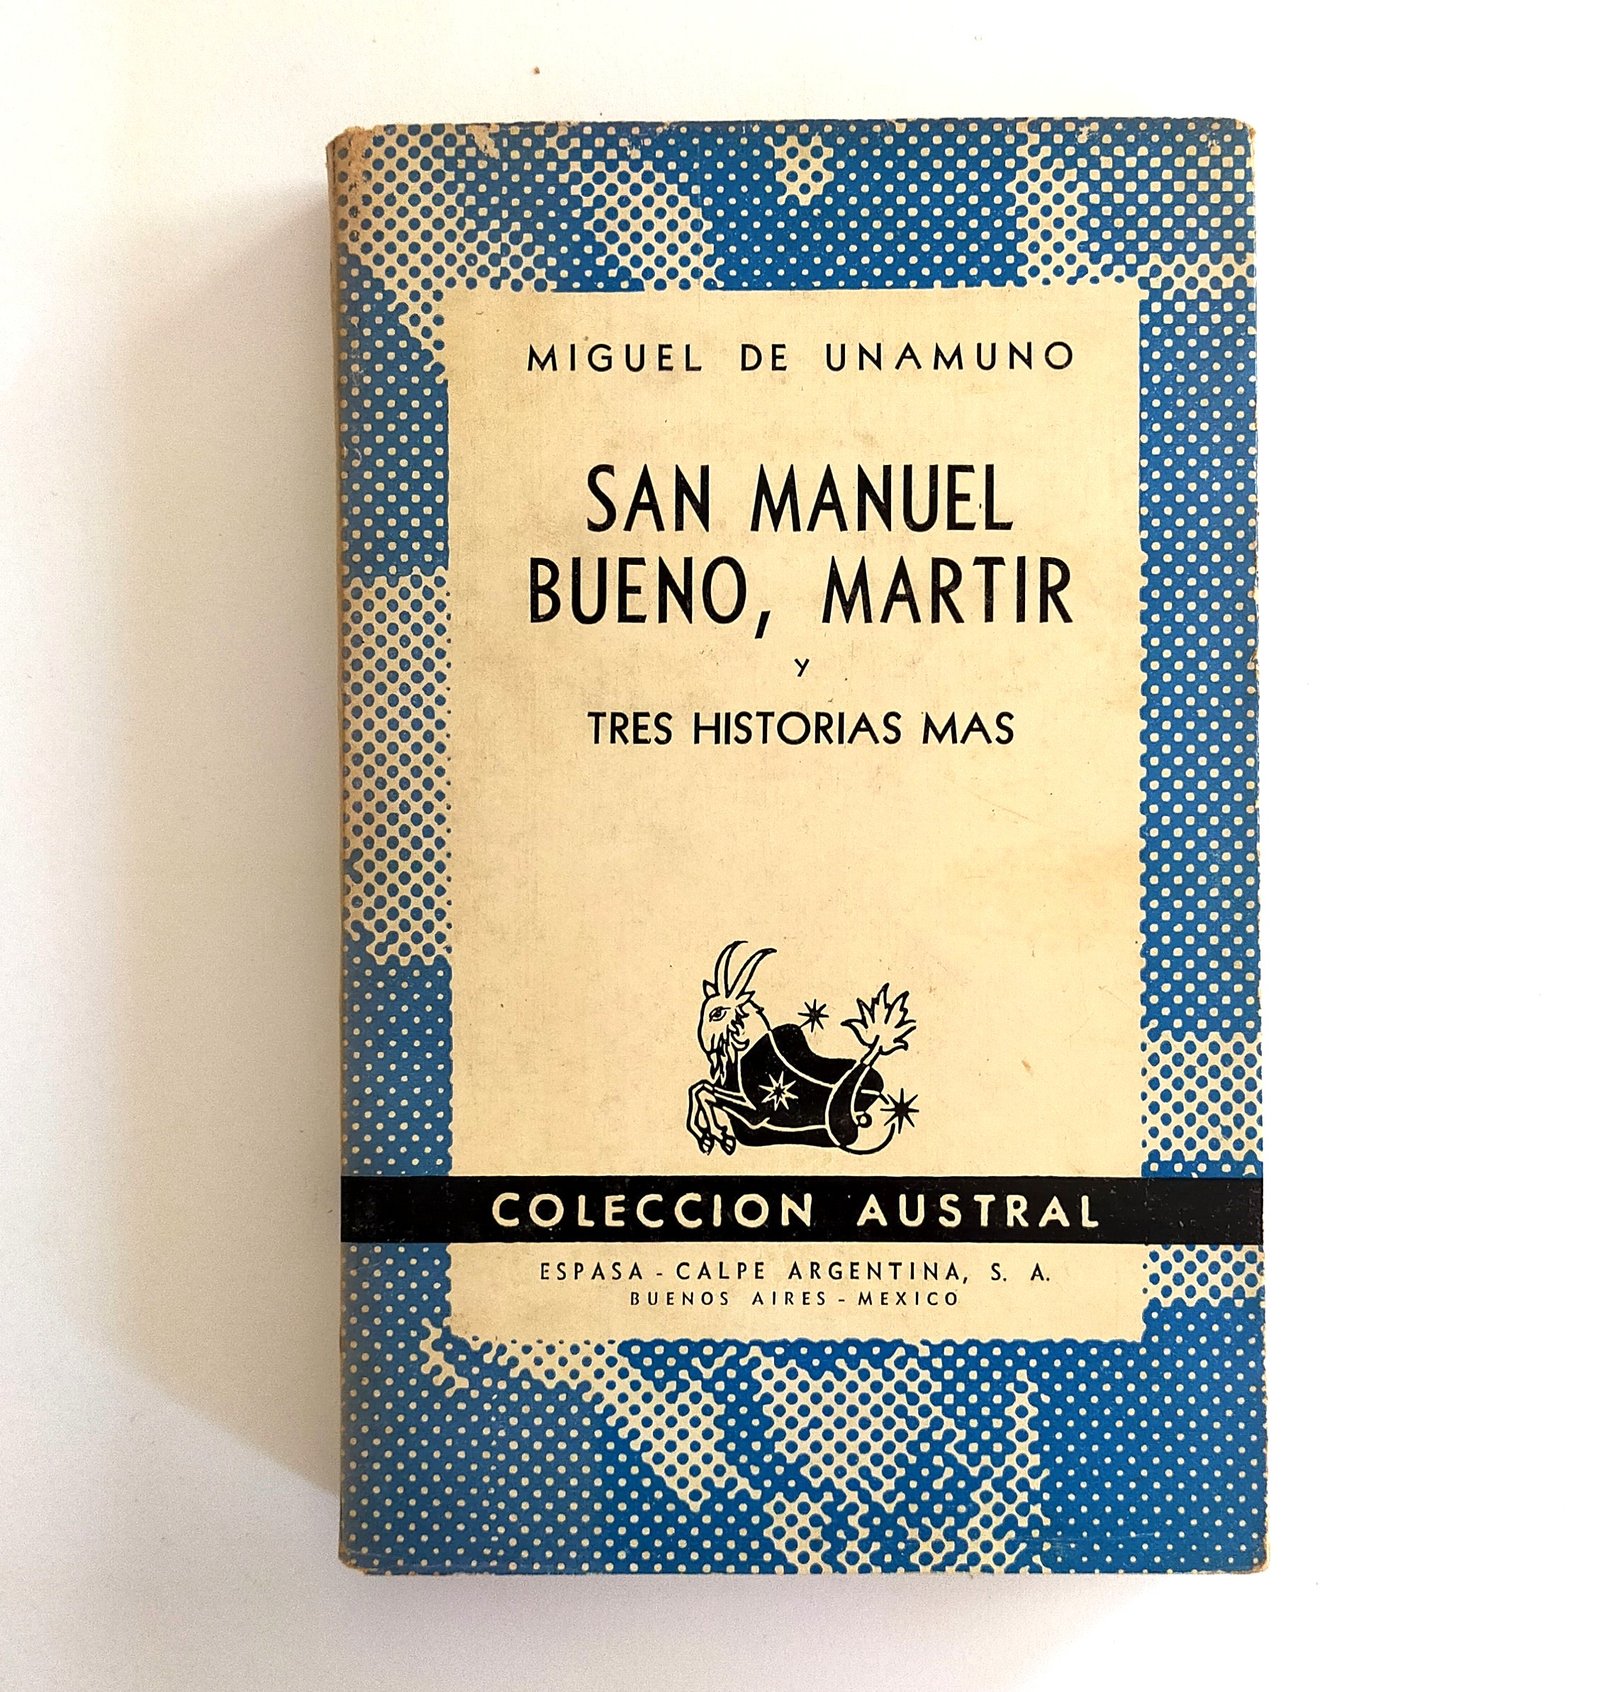 MIGUEL DE UNAMUNO
SAN MANUEL
BUENO, MARTIR
Y
TRES HISTORIAS MAS
COLECCION AUSTRAL
ESPASA - CALPE ARGENTINA, S. A.
BUENOS AIRES - MEXICO